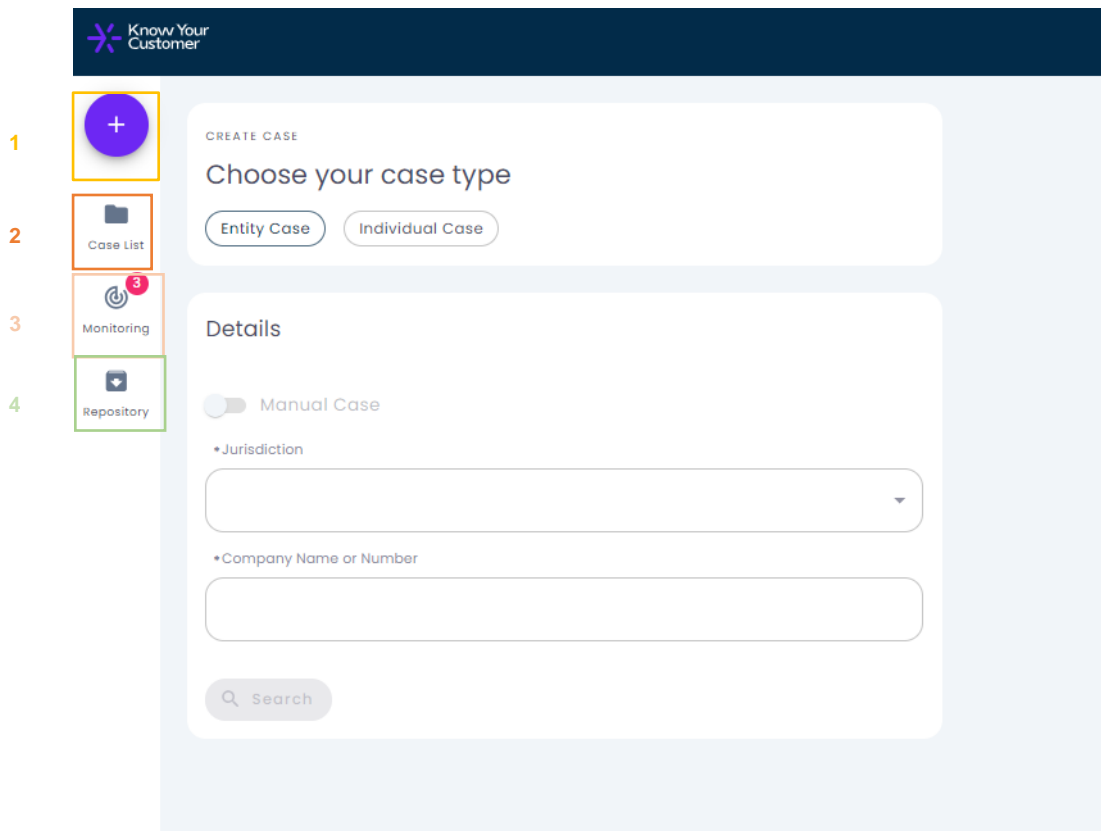 Know Your
Customer
1
+
CREATE CASE
Choose your case type
Entity Case
Individual Case
2
Case List
3
3
Monitoring
Details
4
Repository
Manual Case
*Jurisdiction
*Company Name or Number
Search